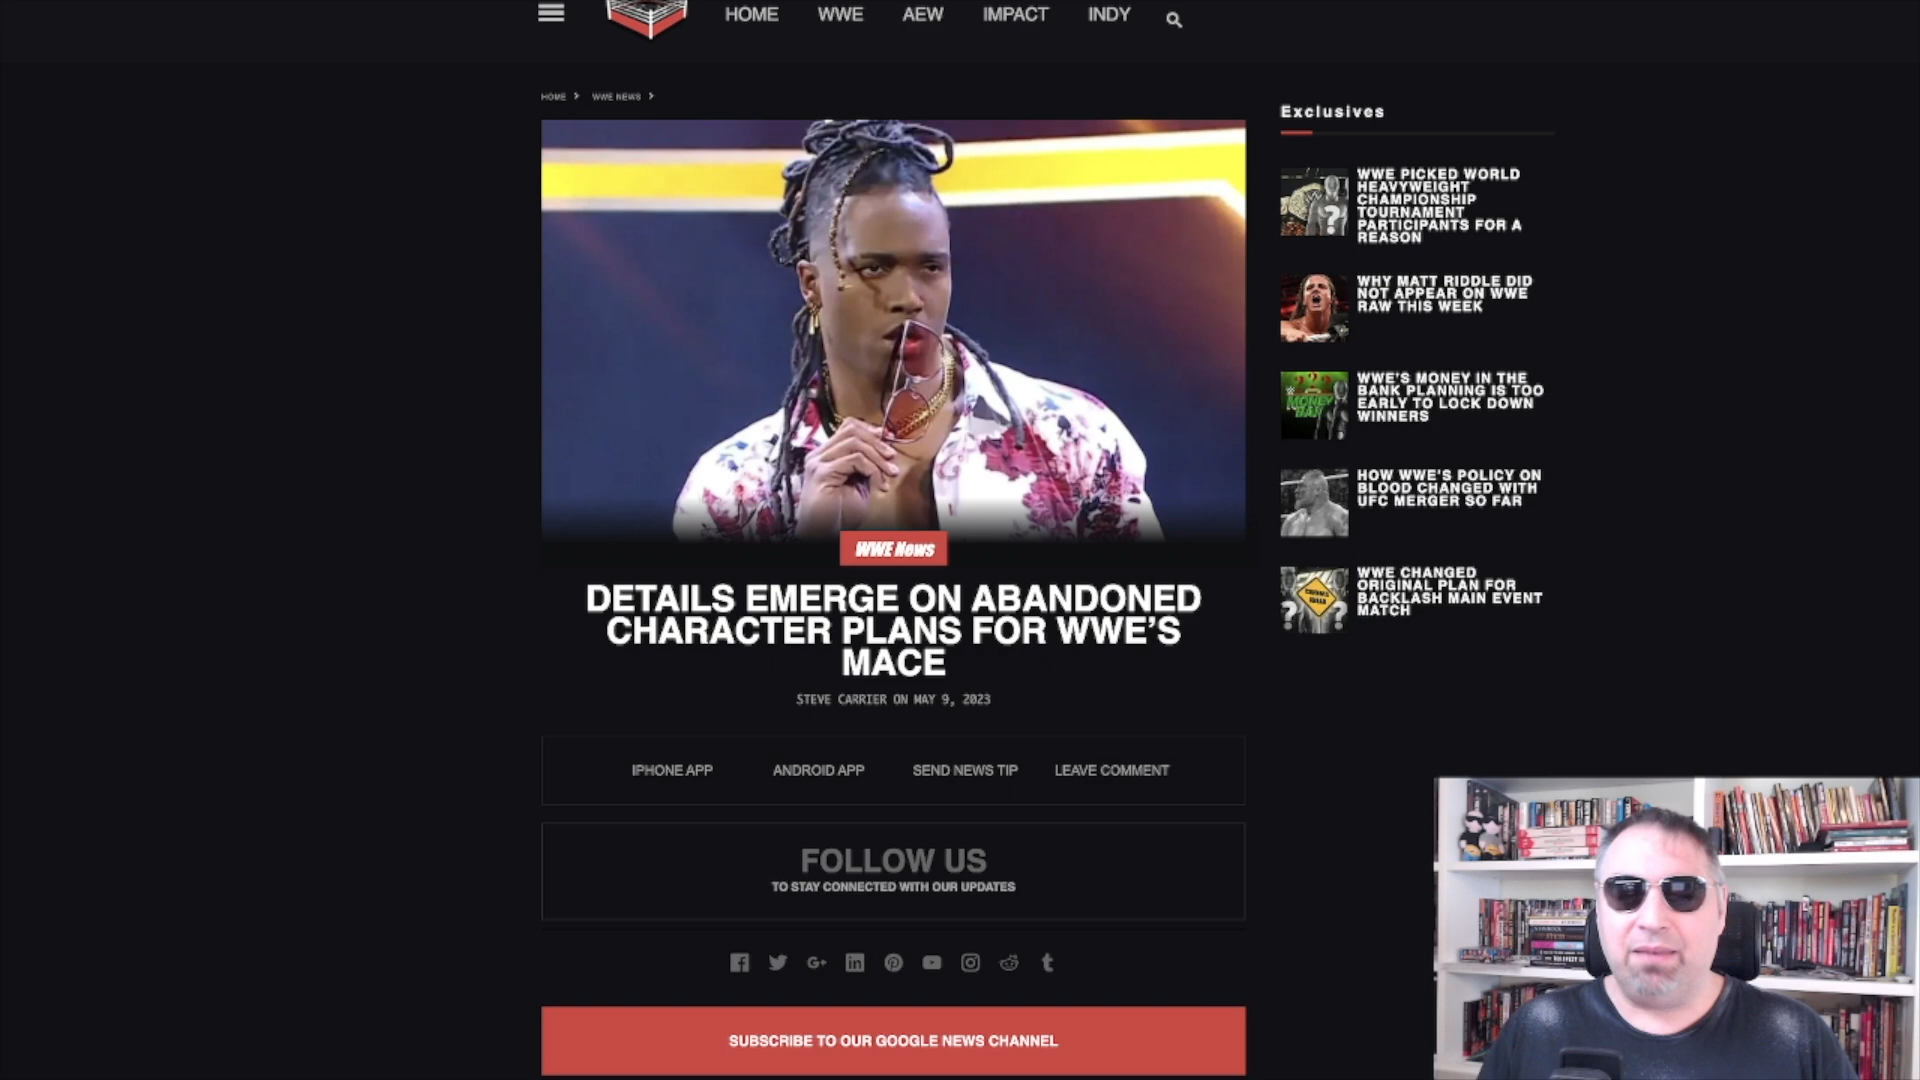 HOME WWE AEW IMPACT INDY
HOME > WWE NEWS >
WWE News
DETAILS EMERGE ON ABANDONED
CHARACTER PLANS FOR WWE'S
MACE
STEVE CARRIER ON MAY 9, 2023
IPHONE APP ANDROID APP SEND NEWS TIP LEAVE COMMENT
FOLLOW US
TO STAY CONNECTED WITH OUR UPDATES
SUBSCRIBE TO OUR GOOGLE NEWS CHANNEL
Exclusives
WWE PICKED WORLD
HEAVYWEIGHT
CHAMPIONSHIP
TOURNAMENT
PARTICIPANTS FOR A
REASON
WHY MATT RIDDLE DID
NOT APPEAR ON WWE
RAW THIS WEEK
WWE'S MONEY IN THE
BANK PLANNING IS TOO
EARLY TO LOCK DOWN
WINNERS
HOW WWE'S POLICY ON
BLOOD CHANGED WITH
UFC MERGER SO FAR
WWE CHANGED
ORIGINAL PLAN FOR
BACKLASH MAIN EVENT
MATCH